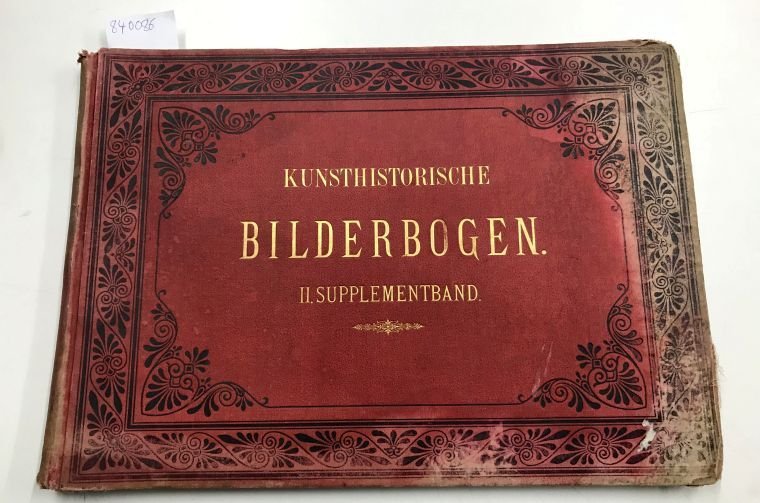 840086
KUNSTHISTORISCHE
BILDERBOGEN.
II. SUPPLEMENTBAND.